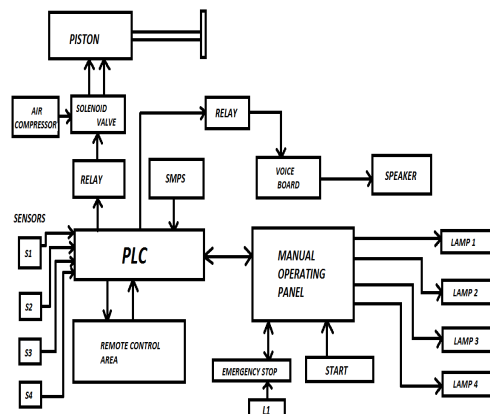 PISTON
AIR
COMPRESSOR
SOLENOID
VALVE
RELAY
RELAY
SMPS
VOICE
BOARD
SPEAKER
SENSORS
S1
S2
S3
S4
PLC
MANUAL
OPERATING
PANEL
LAMP 1
LAMP 2
LAMP 3
LAMP 4
REMOTE CONTROL
AREA
EMERGENCY STOP
START
L1